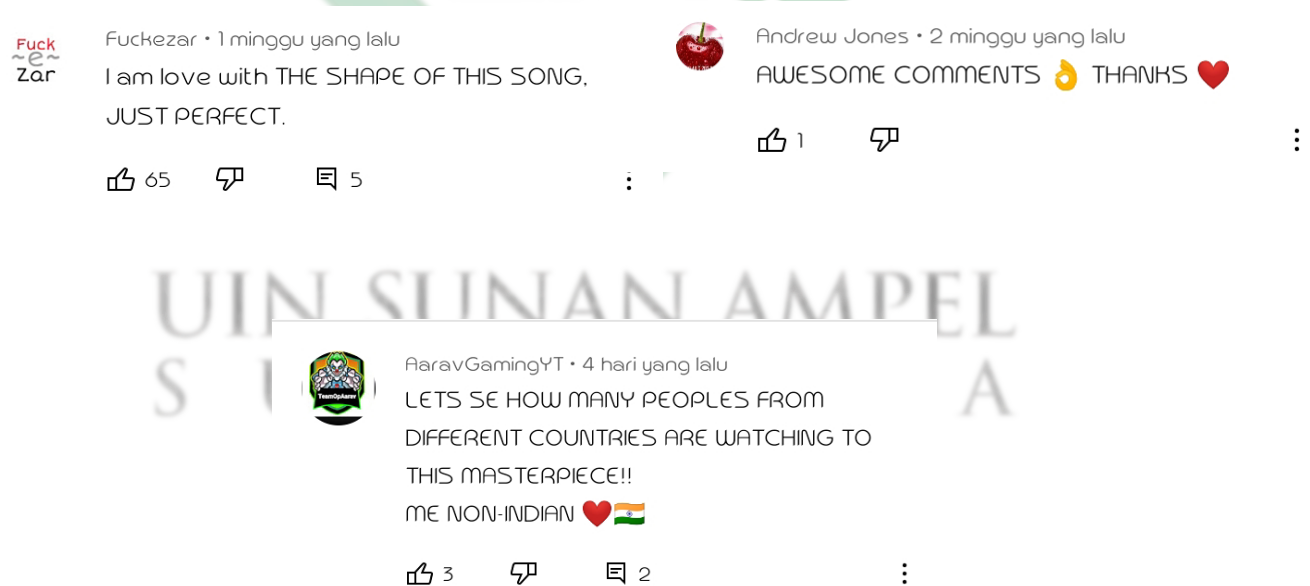 Fuck
~e~
Zar
Fuckezar • 1 minggu yang lalu
I am love with THE SHAPE OF THIS SONG,
JUST PERFECT.
65 5
Andrew Jones • 2 minggu yang lalu
AWESOME COMMENTS 👌 THANKS ❤️
1
UIN SUNAN AMPEL
S U A
TeamOpAarav
AaravGamingYT • 4 hari yang lalu
LETS SE HOW MANY PEOPLES FROM
DIFFERENT COUNTRIES ARE WATCHING TO
THIS MASTERPIECE!!
ME NON-INDIAN ❤️🇮🇳
3 2